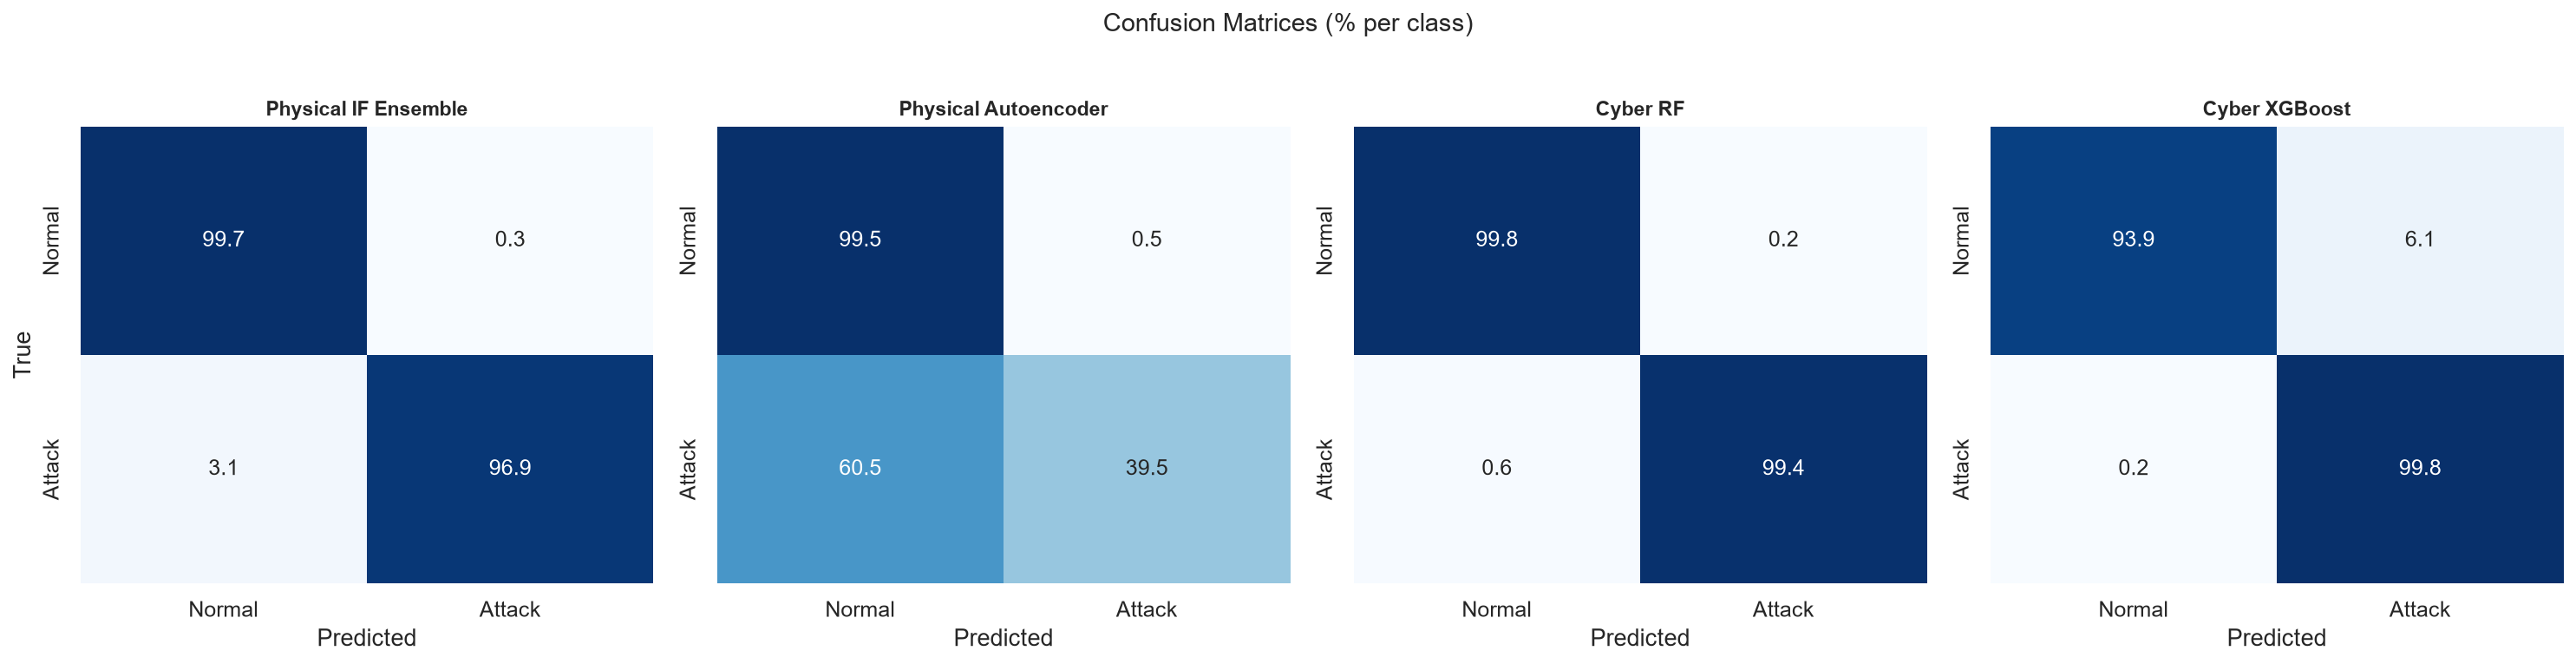 Confusion Matrices (% per class)
Physical IF Ensemble
True
Normal
Attack
99.7
0.3
3.1
96.9
Normal
Attack
Predicted
Physical Autoencoder
Normal
Attack
99.5
0.5
60.5
39.5
Normal
Attack
Predicted
Cyber RF
Normal
Attack
99.8
0.2
0.6
99.4
Normal
Attack
Predicted
Cyber XGBoost
Normal
Attack
93.9
6.1
0.2
99.8
Normal
Attack
Predicted